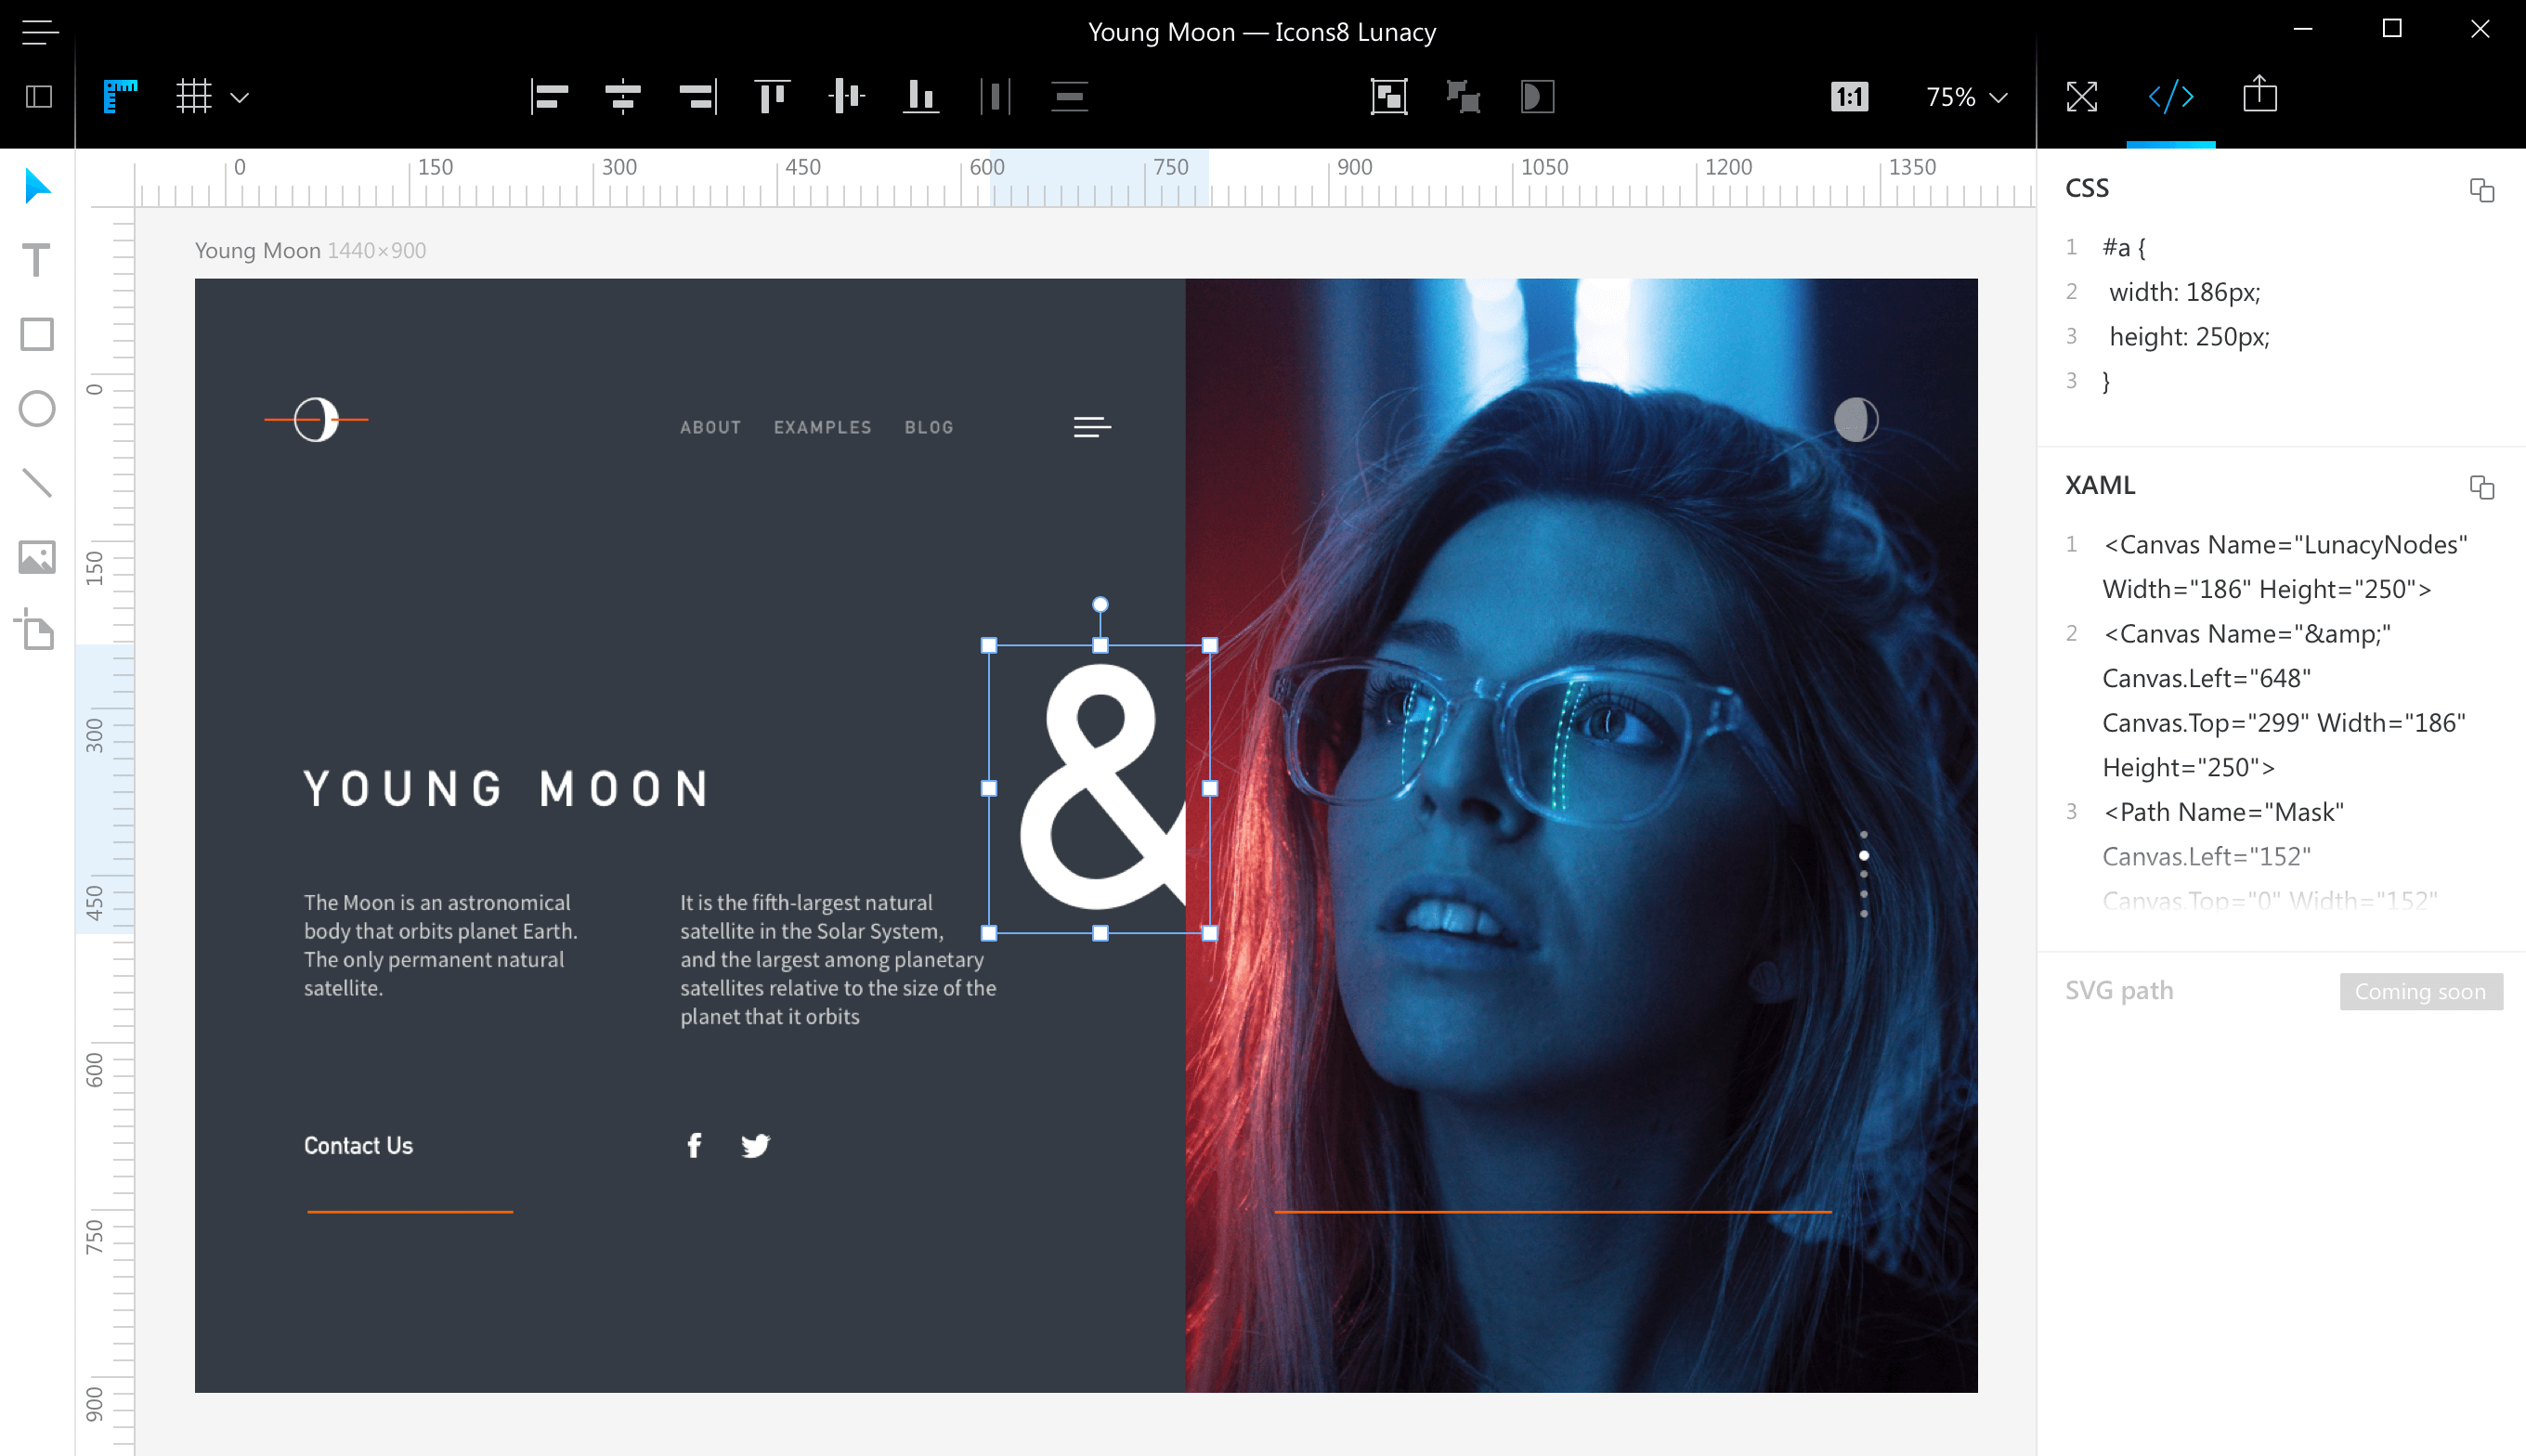 Young Moon — Icons8 Lunacy
1:1
75%
0 150 300 450 600 750 900 1050 1200 1350
0
150
300
450
600
750
900
Young Moon 1440×900
ABOUT EXAMPLES BLOG
&
YOUNG MOON
The Moon is an astronomical
body that orbits planet Earth.
The only permanent natural
satellite.
It is the fifth-largest natural
satellite in the Solar System,
and the largest among planetary
satellites relative to the size of the
planet that it orbits
Contact Us
CSS
1 #a {
2 width: 186px;
3 height: 250px;
3 }
XAML
1 <Canvas Name="LunacyNodes"
Width="186" Height="250">
2 <Canvas Name="&amp;"
Canvas.Left="648"
Canvas.Top="299" Width="186"
Height="250">
3 <Path Name="Mask"
Canvas.Left="152"
Canvas.Top="0" Width="152"
SVG path
Coming soon